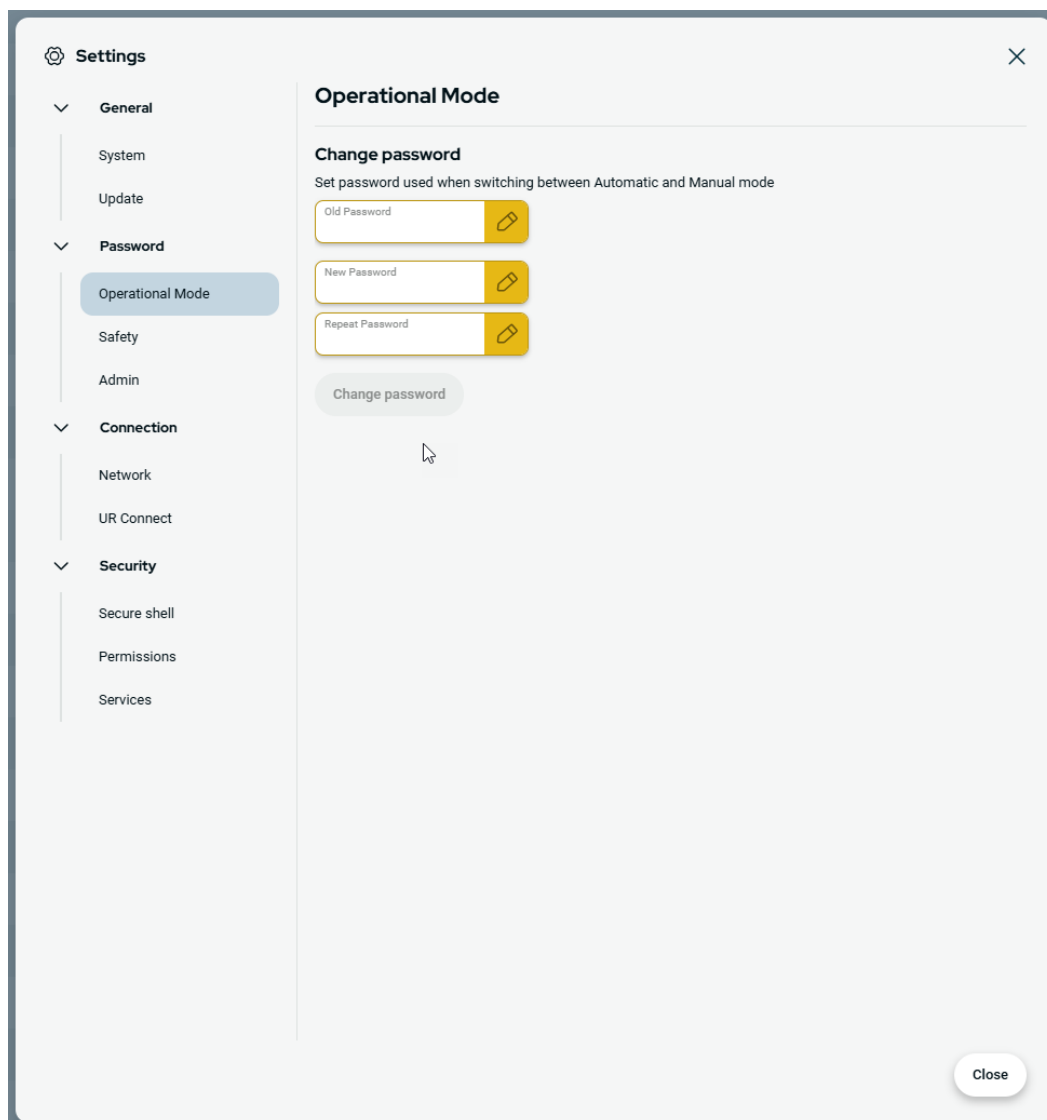 Settings
General
System
Update
Password
Operational Mode
Safety
Admin
Connection
Network
UR Connect
Security
Secure shell
Permissions
Services
Operational Mode
Change password
Set password used when switching between Automatic and Manual mode
Old Password
New Password
Repeat Password
Change password
Close